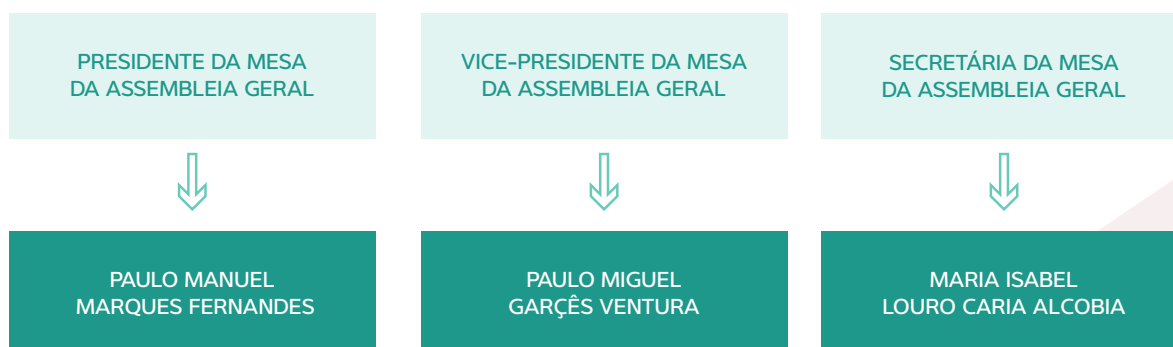 PRESIDENTE DA MESA
DA ASSEMBLEIA GERAL
VICE-PRESIDENTE DA MESA
DA ASSEMBLEIA GERAL
SECRETÁRIA DA MESA
DA ASSEMBLEIA GERAL
PAULO MANUEL
MARQUES FERNANDES
PAULO MIGUEL
GARÇÊS VENTURA
MARIA ISABEL
LOURO CARIA ALCOBIA